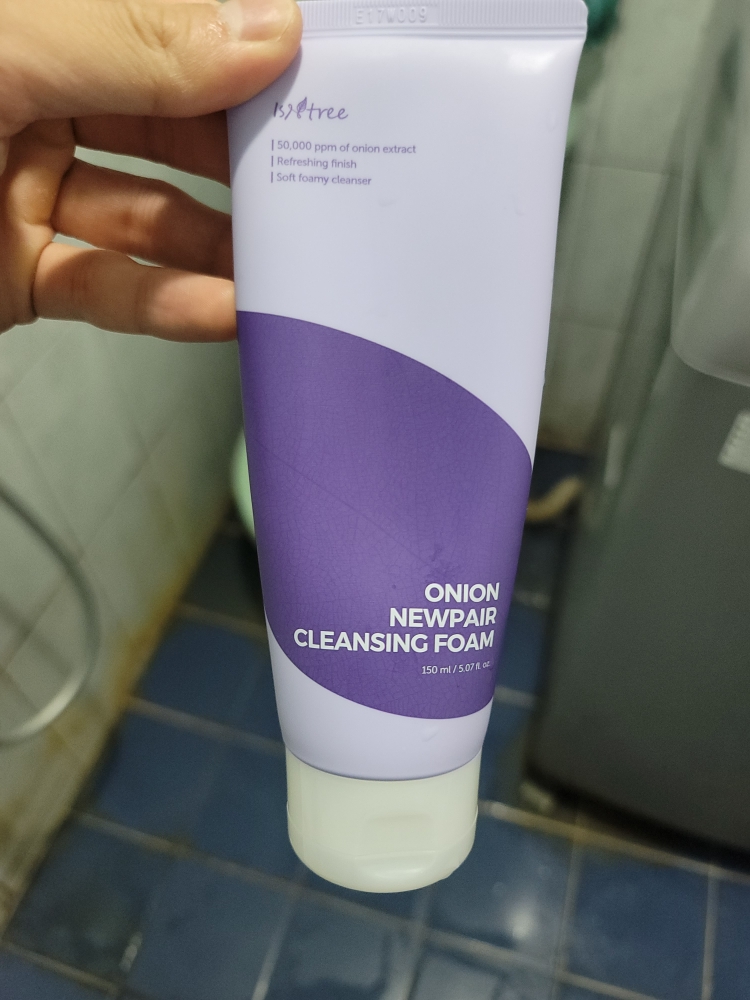 E17W009
Isntree
50,000 ppm of onion extract
Refreshing finish
Soft foamy cleanser
ONION
NEWPAIR
CLEANSING FOAM
150 ml / 5.07 fl. oz.